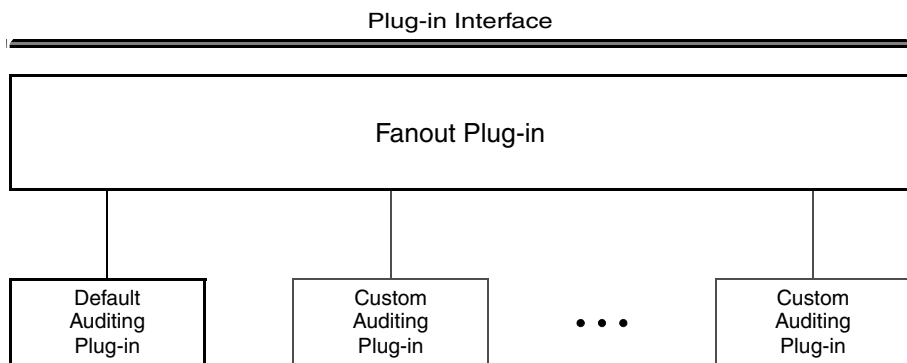 Plug-in Interface
Fanout Plug-in
Default
Auditing
Plug-in
Custom
Auditing
Plug-in
• • •
Custom
Auditing
Plug-in